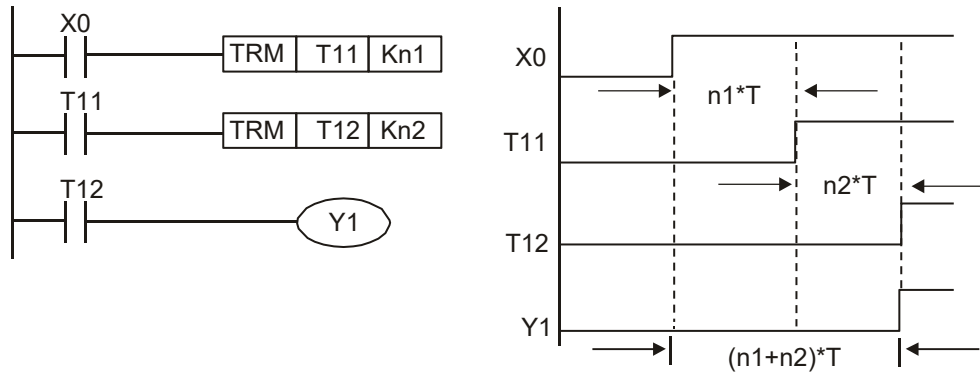 X0
TRM T11 Kn1
T11
TRM T12 Kn2
T12
Y1
X0
n1*T
T11
n2*T
T12
Y1
(n1+n2)*T